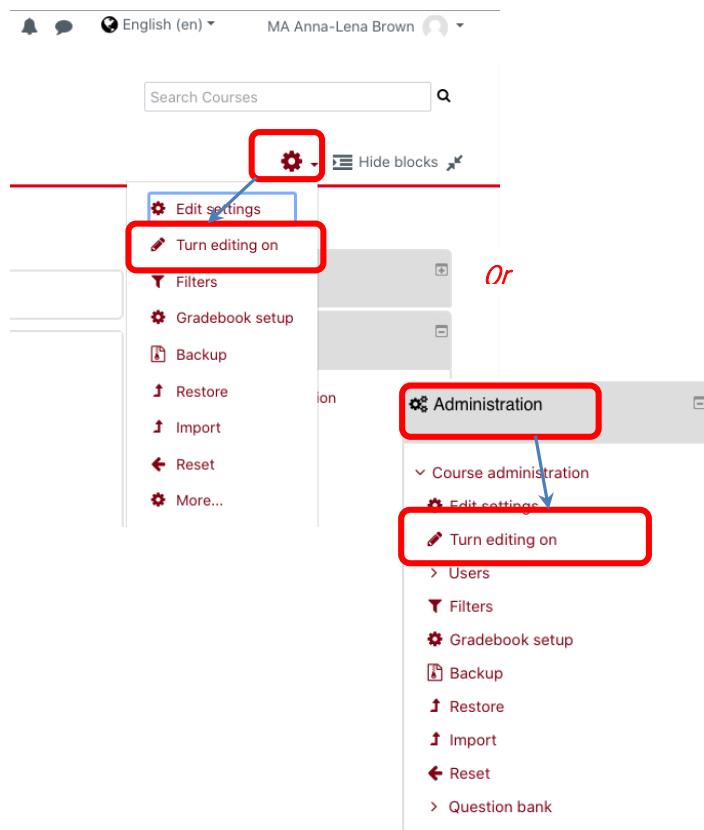 English (en)
MA Anna-Lena Brown
Search Courses
Hide blocks
Edit settings
Turn editing on
Filters
Gradebook setup
Backup
Restore
ion
Import
Reset
More...
Or
Administration
Course administration
Edit settings
Turn editing on
Users
Filters
Gradebook setup
Backup
Restore
Import
Reset
Question bank